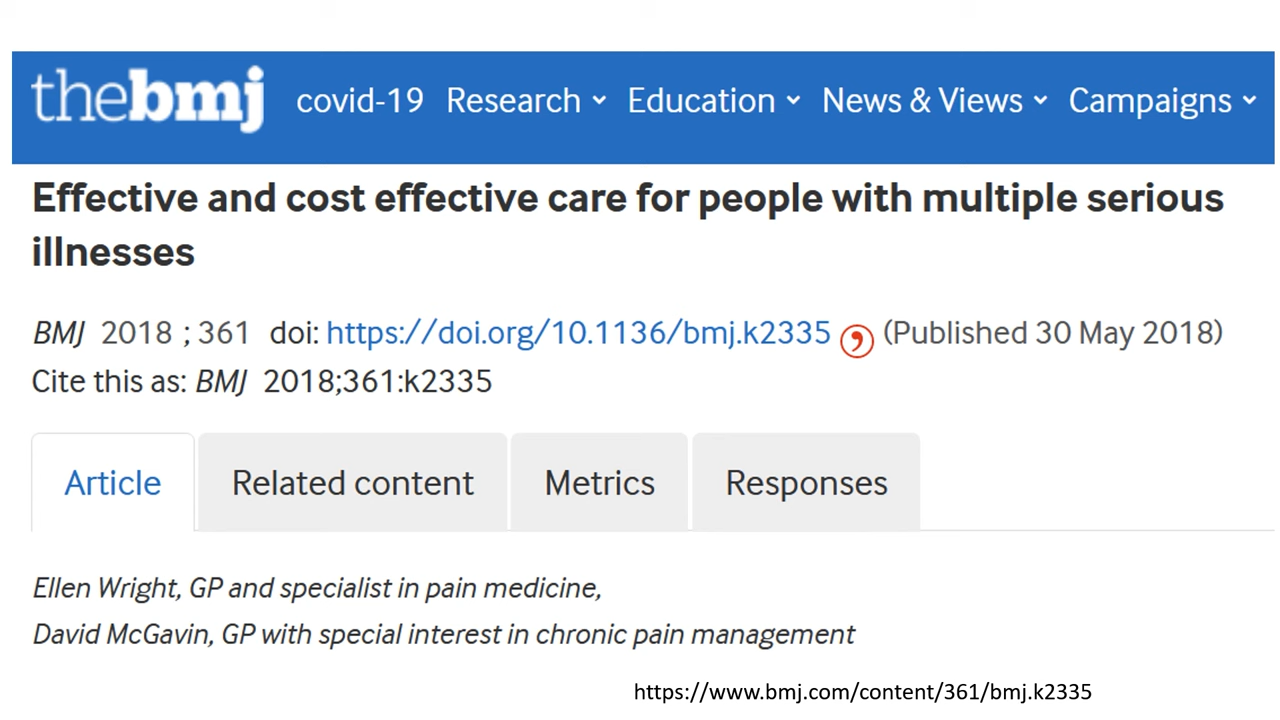 thebmj covid-19 Research Education News & Views Campaigns
Effective and cost effective care for people with multiple serious
illnesses
BMJ 2018 ; 361 doi: https://doi.org/10.1136/bmj.k2335 (Published 30 May 2018)
Cite this as: BMJ 2018;361:k2335
Article Related content Metrics Responses
Ellen Wright, GP and specialist in pain medicine,
David McGavin, GP with special interest in chronic pain management
https://www.bmj.com/content/361/bmj.k2335